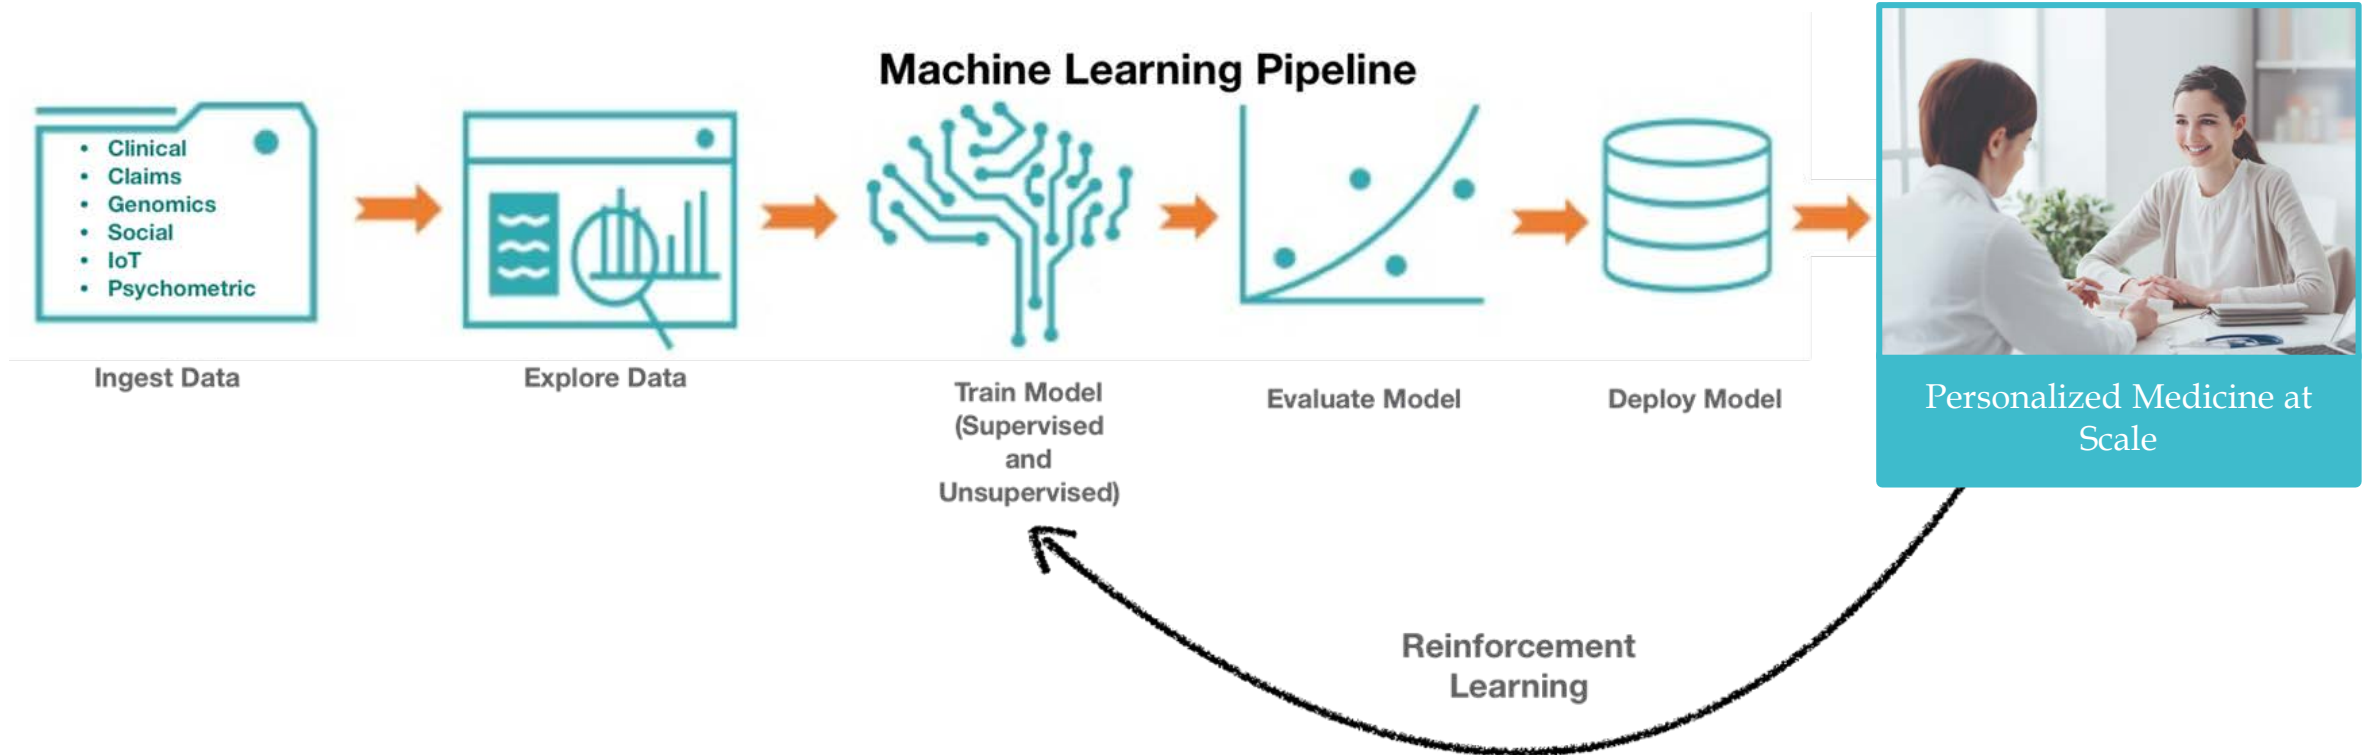 Machine Learning Pipeline
• Clinical
• Claims
• Genomics
• Social
• IoT
• Psychometric
Ingest Data
Explore Data
Train Model
(Supervised
and
Unsupervised)
Evaluate Model
Deploy Model
Personalized Medicine at
Scale
Reinforcement
Learning